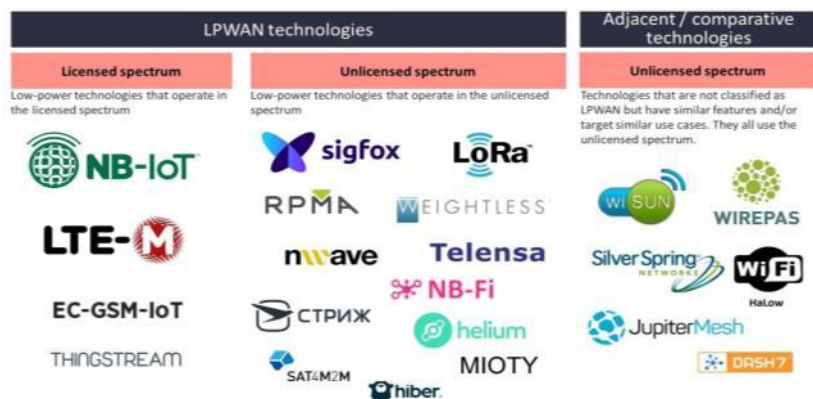 LPWAN technologies
Adjacent / comparative
technologies
Licensed spectrum
Unlicensed spectrum
Unlicensed spectrum
Low-power technologies that operate in
the licensed spectrum
Low-power technologies that operate in the unlicensed
spectrum
Technologies that are not classified as
LPWAN but have similar features and/or
target similar use cases. They all use the
unlicensed spectrum.
NB-IoT
LTE-M
EC-GSM-IoT
THINGSTREAM
sigfox
LoRa™
RPMA
WEIGHTLESS
nwave
Telensa
NB-Fi
СТРИЖ
helium
SAT4M2M
MIOTY
hiber.
wi SUN
WIREPAS
Silver Spring
NETWORKS
Wi Fi
HaLow
JupiterMesh
DASH7